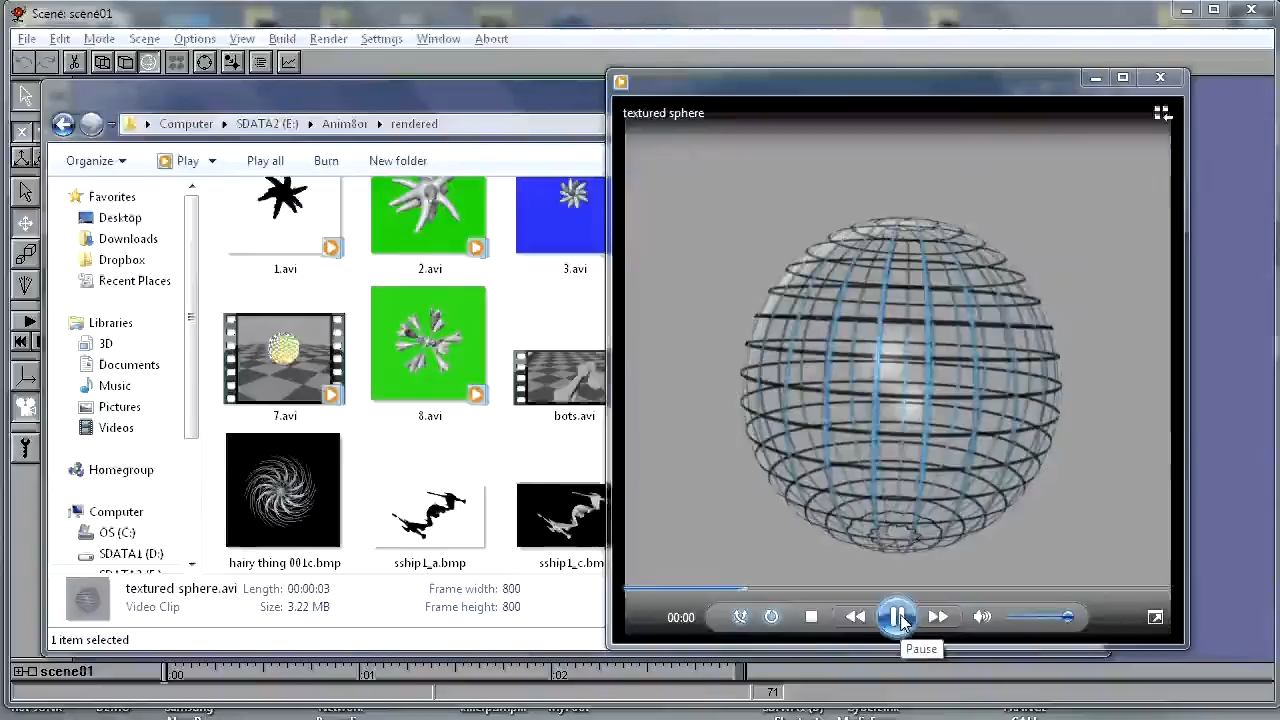 Scene: scene01
File Edit Mode Scene Options View Build Render Settings Window About
Computer SDATA2 (E:) Anim8or rendered
Organize Play Play all Burn New folder
Favorites
Desktop
Downloads
Dropbox
Recent Places
Libraries
3D
Documents
Music
Pictures
Videos
Homegroup
Computer
OS (C:)
SDATA1 (D:)
1.avi 2.avi 3.avi
7.avi 8.avi bots.avi
hairy thing 001c.bmp sship1_a.bmp sship1_c.bm
textured sphere.avi Length: 00:00:03 Frame width: 800
Video Clip Size: 3.22 MB Frame height: 800
1 item selected
textured sphere
00:00
Pause
scene01 :00 :01 :02
71